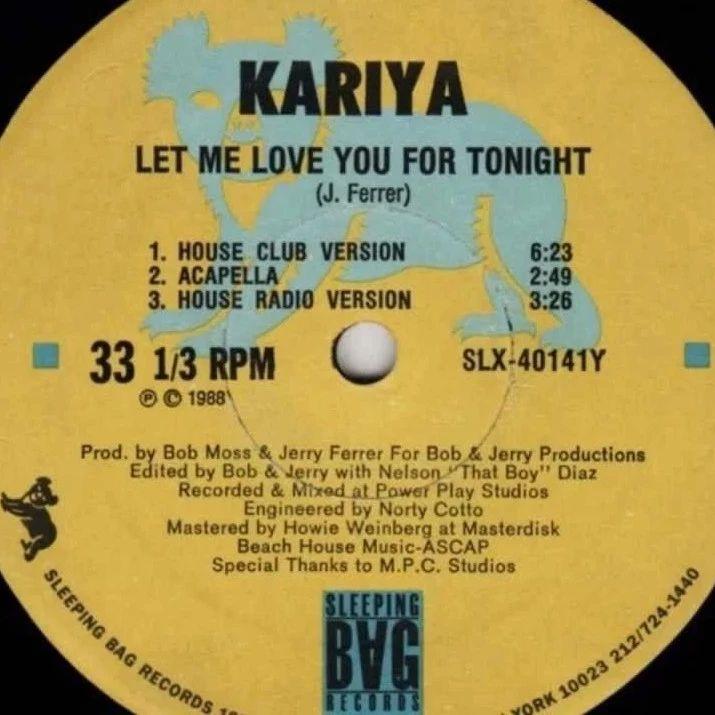 KARIYA
LET ME LOVE YOU FOR TONIGHT
(J. Ferrer)
1. HOUSE CLUB VERSION 6:23
2. ACAPELLA 2:49
3. HOUSE RADIO VERSION 3:26
33 1/3 RPM SLX-40141Y
Ⓟ © 1988
Prod. by Bob Moss & Jerry Ferrer For Bob & Jerry Productions
Edited by Bob & Jerry with Nelson "That Boy" Diaz
Recorded & Mixed at Power Play Studios
Engineered by Norty Cotto
Mastered by Howie Weinberg at Masterdisk
Beach House Music-ASCAP
Special Thanks to M.P.C. Studios
SLEEPING
BAG
RECORDS
SLEEPING BAG RECORDS
YORK 10023 212/724-1440